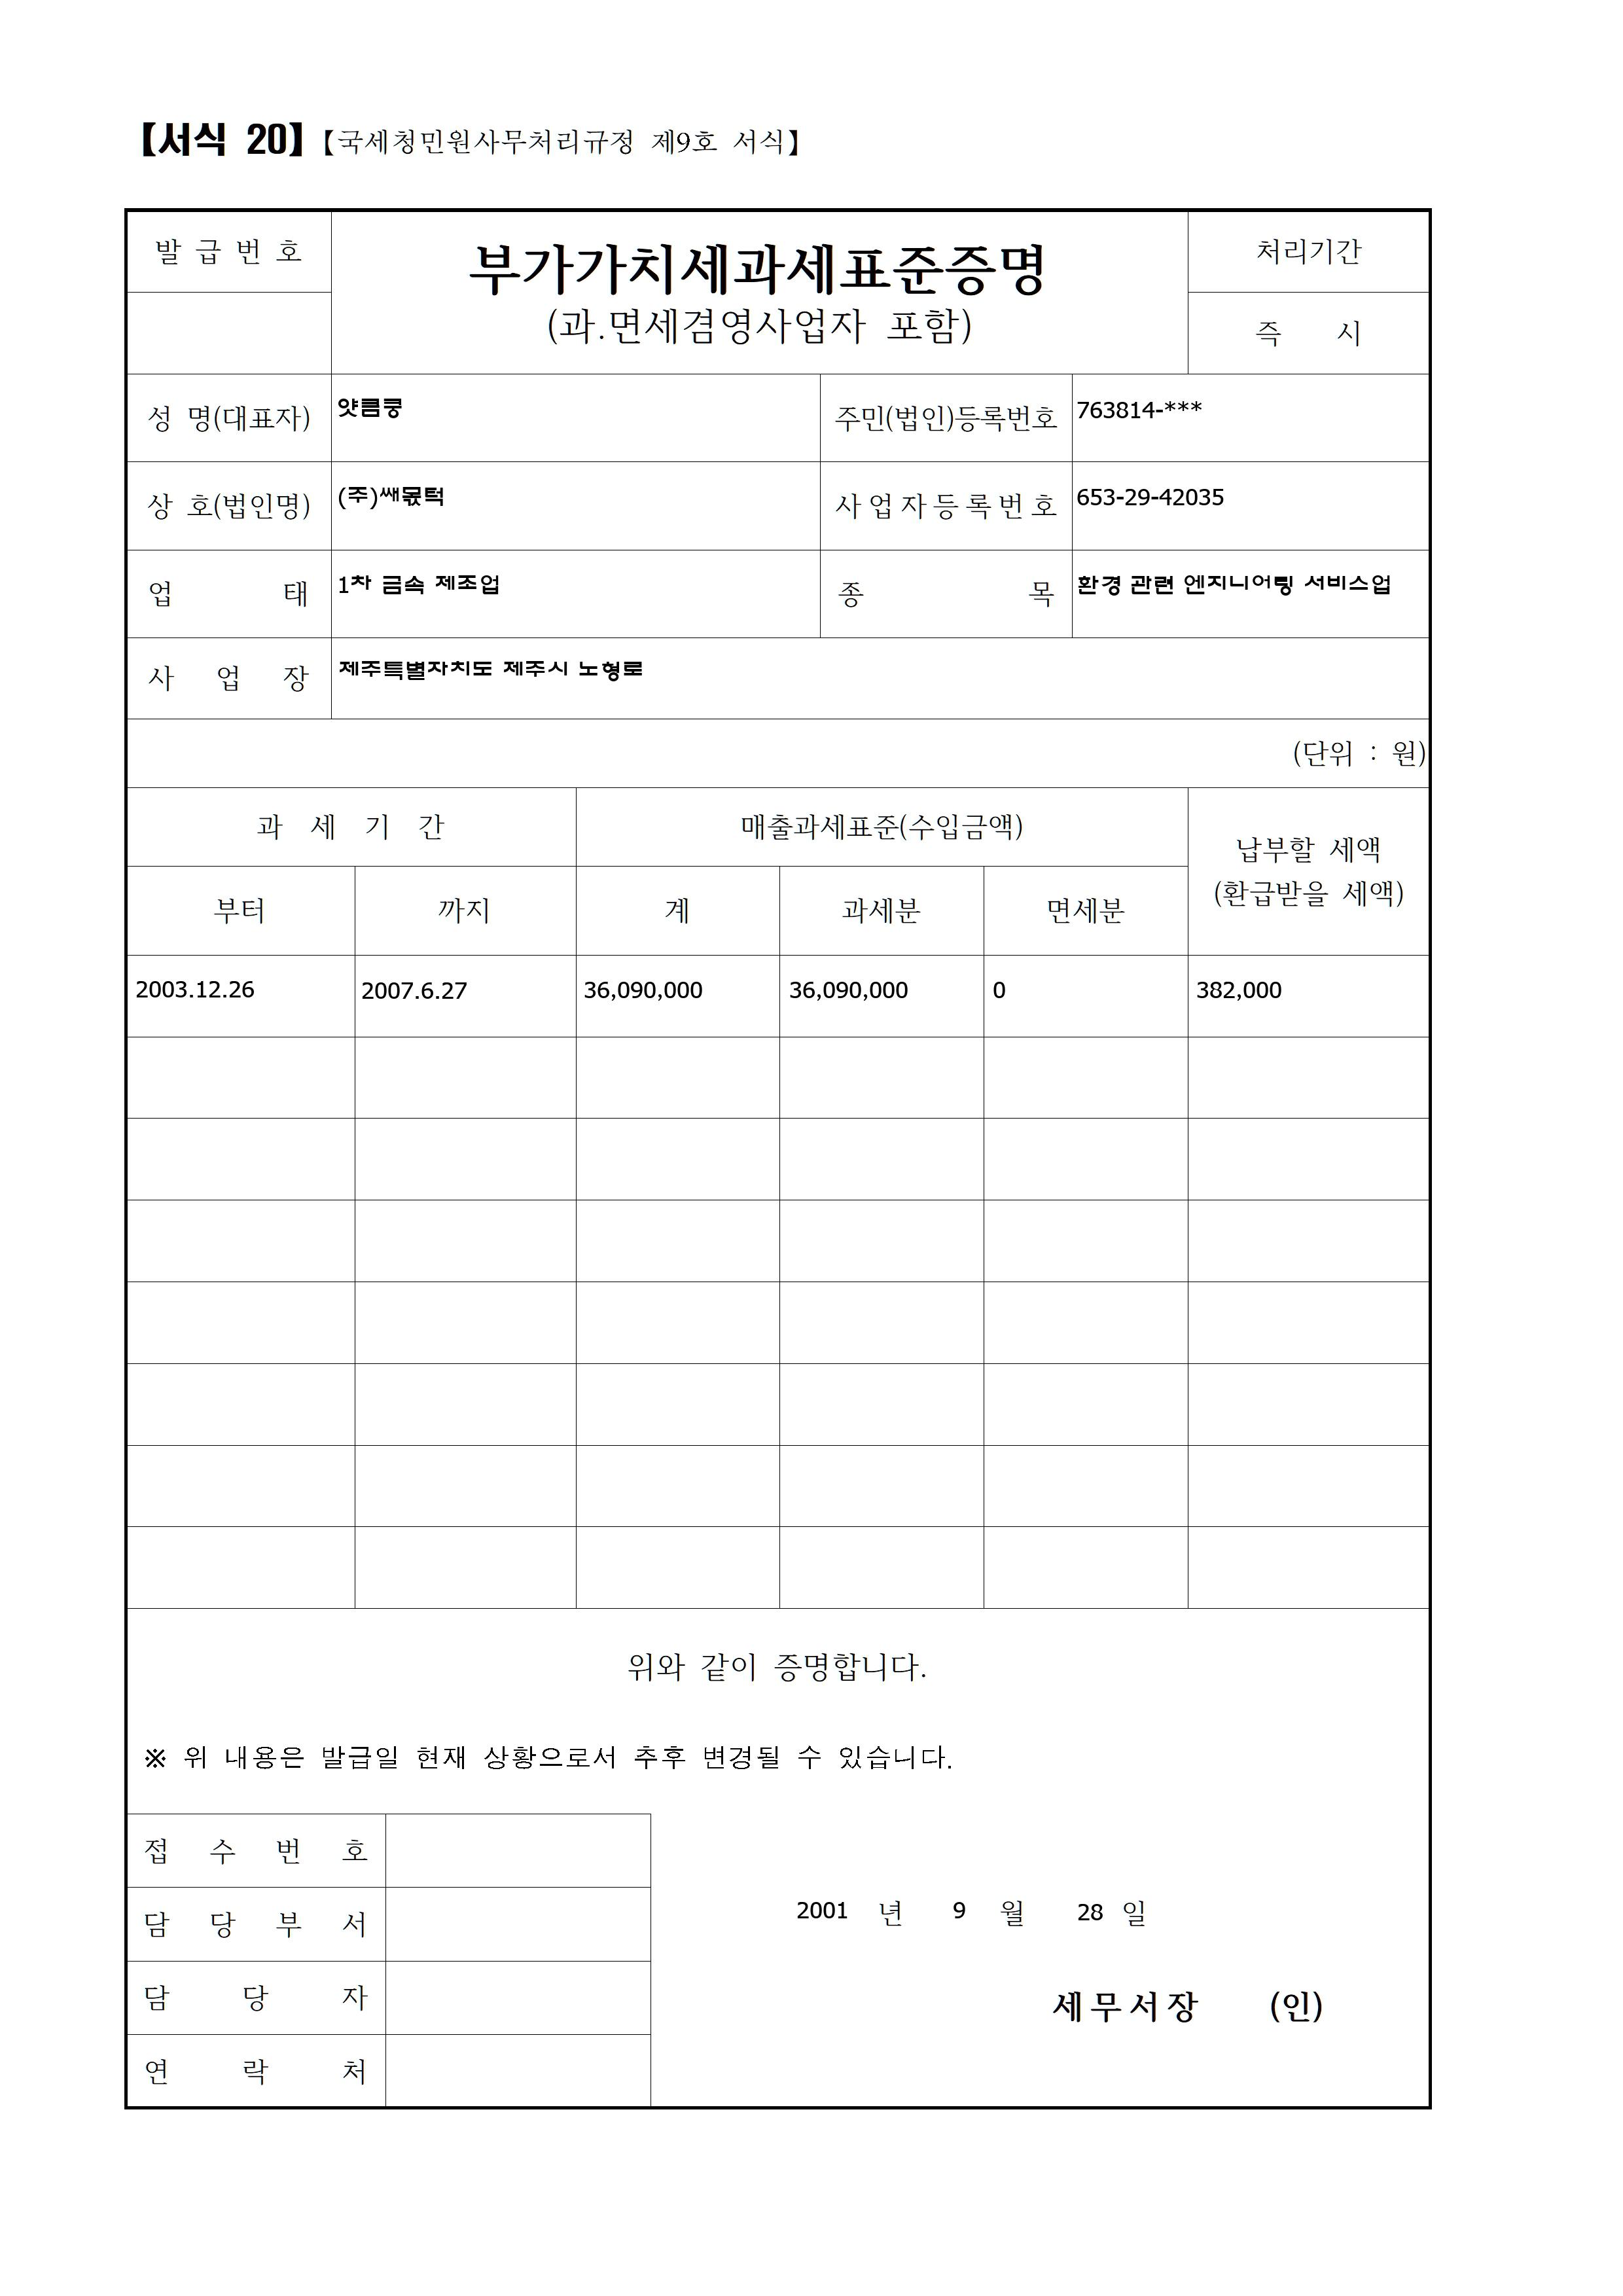 【서식 20】【국세청민원사무처리규정 제9호 서식】
발 급 번 호
부가가치세과세표준증명
(과.면세겸영사업자 포함)
처리기간
즉 시
성 명(대표자) 얏큼쿵 주민(법인)등록번호 763814-***
상 호(법인명) (주)쌔몫턱 사업자등록번호 653-29-42035
업 태 1차 금속 제조업 종 목 환경 관련 엔지니어링 서비스업
사 업 장 제주특별자치도 제주시 노형로
(단위 : 원)
과 세 기 간 매출과세표준(수입금액) 납부할 세액
(환급받을 세액)
부터 까지 계 과세분 면세분
2003.12.26 2007.6.27 36,090,000 36,090,000 0 382,000
위와 같이 증명합니다.
※ 위 내용은 발급일 현재 상황으로서 추후 변경될 수 있습니다.
접 수 번 호
담 당 부 서
담 당 자
연 락 처
2001 년 9 월 28 일
세무서장 (인)